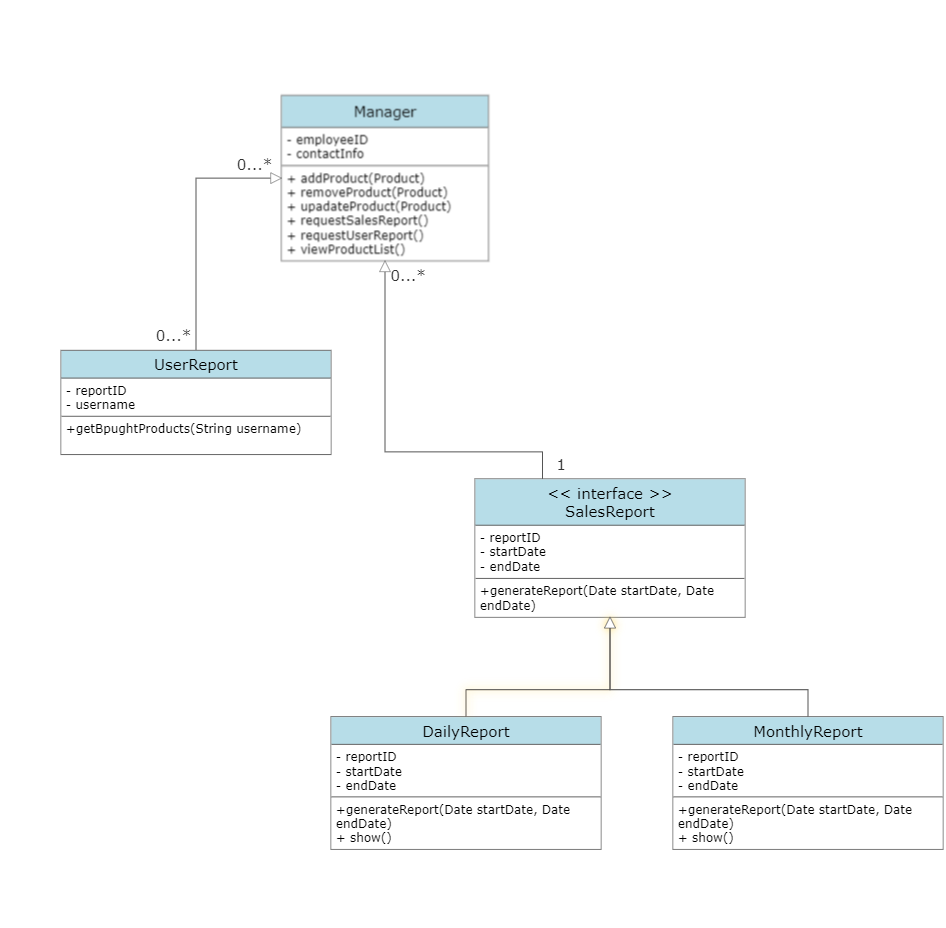 Manager
- employeeID
- contactInfo
0...*
+ addProduct(Product)
+ removeProduct(Product)
+ upadateProduct(Product)
+ requestSalesReport()
+ requestUserReport()
+ viewProductList()
0...*
0...*
UserReport
- reportID
- username
+getBpughtProducts(String username)
1
<< interface >>
SalesReport
- reportID
- startDate
- endDate
+generateReport(Date startDate, Date
endDate)
DailyReport
- reportID
- startDate
- endDate
+generateReport(Date startDate, Date
endDate)
+ show()
MonthlyReport
- reportID
- startDate
- endDate
+generateReport(Date startDate, Date
endDate)
+ show()